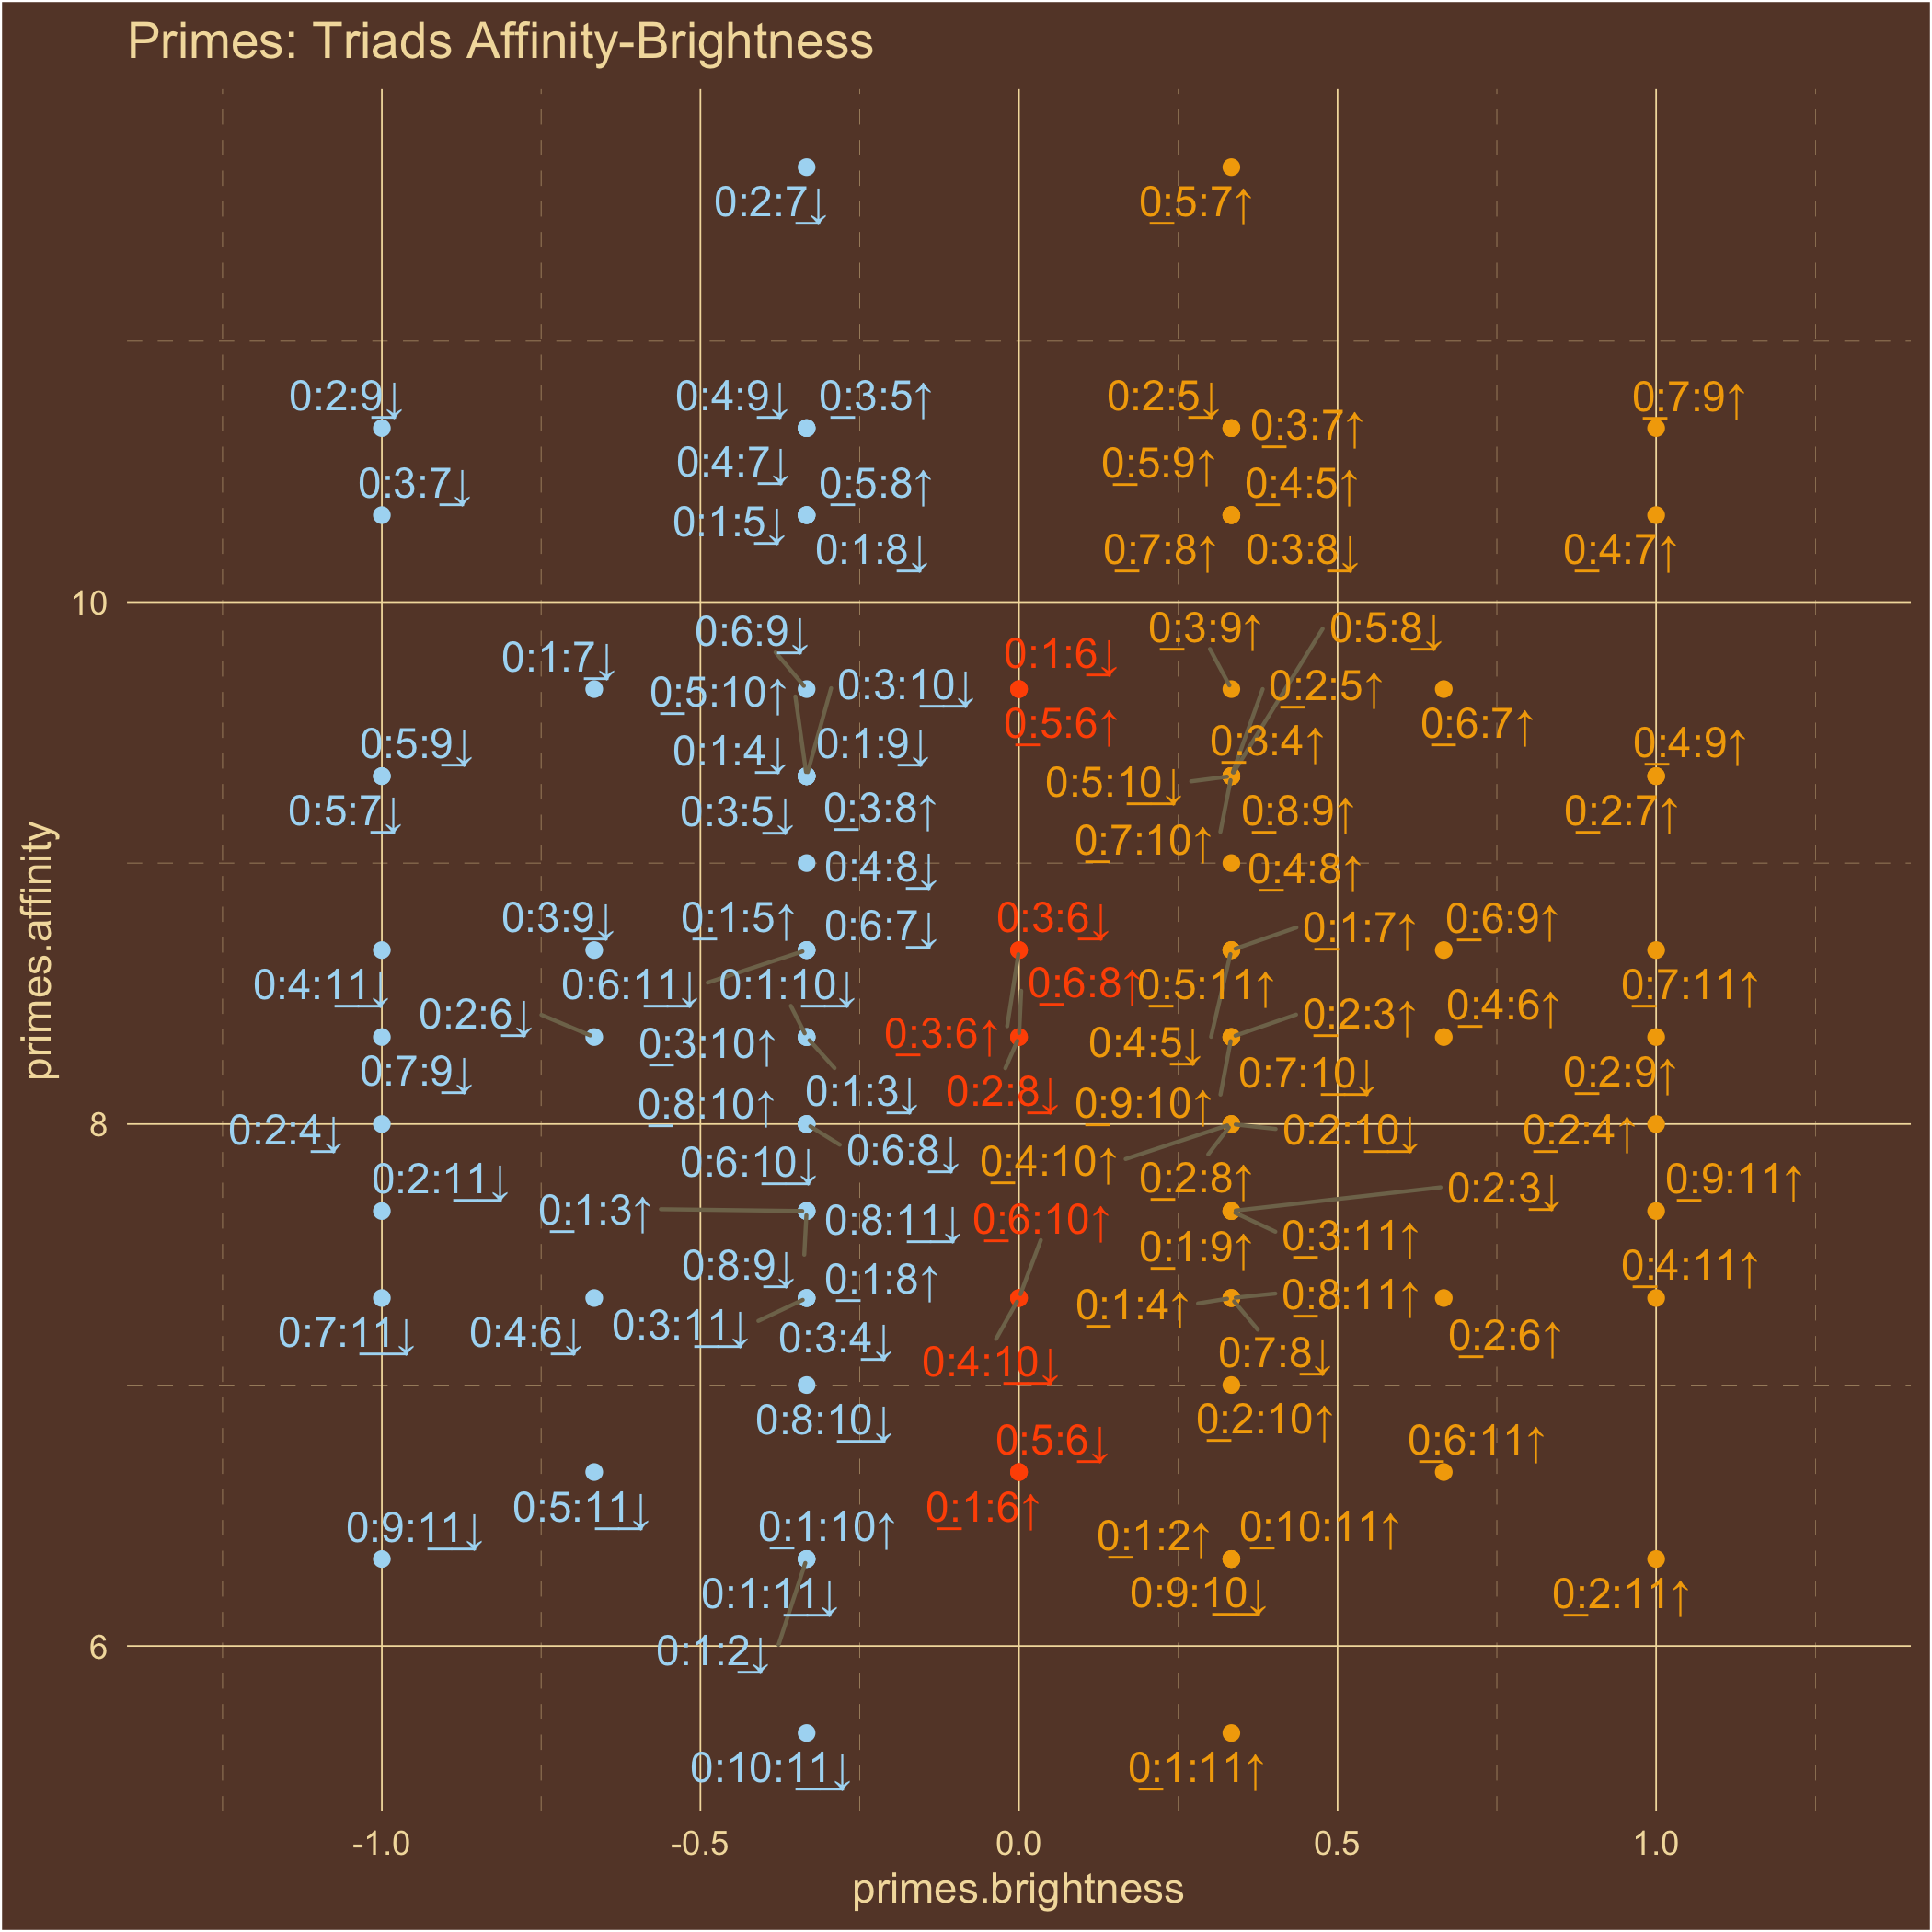 Primes: Triads Affinity-Brightness
0:2:7↓ 0:5:7↑
0:2:9↓ 0:4:9↓ 0:3:5↑ 0:2:5↓ 0:7:9↑
0:3:7↑
0:4:7↓ 0:5:9↑
0:3:7↓ 0:5:8↑ 0:4:5↑
0:1:5↓
0:1:8↓ 0:7:8↑ 0:3:8↓ 0:4:7↑
10
0:6:9↓ 0:3:9↑ 0:5:8↓
0:1:7↓ 0:1:6↓
0:5:10↑ 0:3:10↓ 0:2:5↑
0:5:6↑ 0:6:7↑
0:5:9↓ 0:1:4↓ 0:1:9↓ 0:3:4↑ 0:4:9↑
0:5:10↓
0:5:7↓ 0:3:5↓ 0:3:8↑ 0:8:9↑ 0:2:7↑
0:7:10↑
0:4:8↓ 0:4:8↑
0:3:9↓ 0:1:5↑ 0:6:7↓ 0:3:6↓ 0:1:7↑ 0:6:9↑
0:4:11↓ 0:6:11↓ 0:1:10↓ 0:6:8↑ 0:5:11↑ 0:7:11↑
0:2:6↓ 0:2:3↑ 0:4:6↑
0:3:10↑ 0:3:6↑ 0:4:5↓
0:7:9↓ 0:7:10↓ 0:2:9↑
0:8:10↑ 0:1:3↓ 0:2:8↓ 0:9:10↑
8
0:2:4↓ 0:2:10↓ 0:2:4↑
0:6:10↓ 0:6:8↓ 0:4:10↑
0:2:11↓ 0:2:8↑ 0:2:3↓ 0:9:11↑
0:1:3↑ 0:8:11↓ 0:6:10↑
0:1:9↑ 0:3:11↑
0:8:9↓ 0:1:8↑ 0:4:11↑
0:1:4↑ 0:8:11↑
0:7:11↓ 0:4:6↓ 0:3:11↓ 0:3:4↓ 0:2:6↑
0:4:10↓ 0:7:8↓
0:8:10↓ 0:2:10↑
0:5:6↓ 0:6:11↑
0:5:11↓ 0:1:6↑
0:9:11↓ 0:1:10↑ 0:1:2↑ 0:10:11↑
0:1:11↓ 0:9:10↓ 0:2:11↑
6
0:1:2↓
0:10:11↓ 0:1:11↑
-1.0 -0.5 0.0 0.5 1.0
primes.brightness
primes.affinity